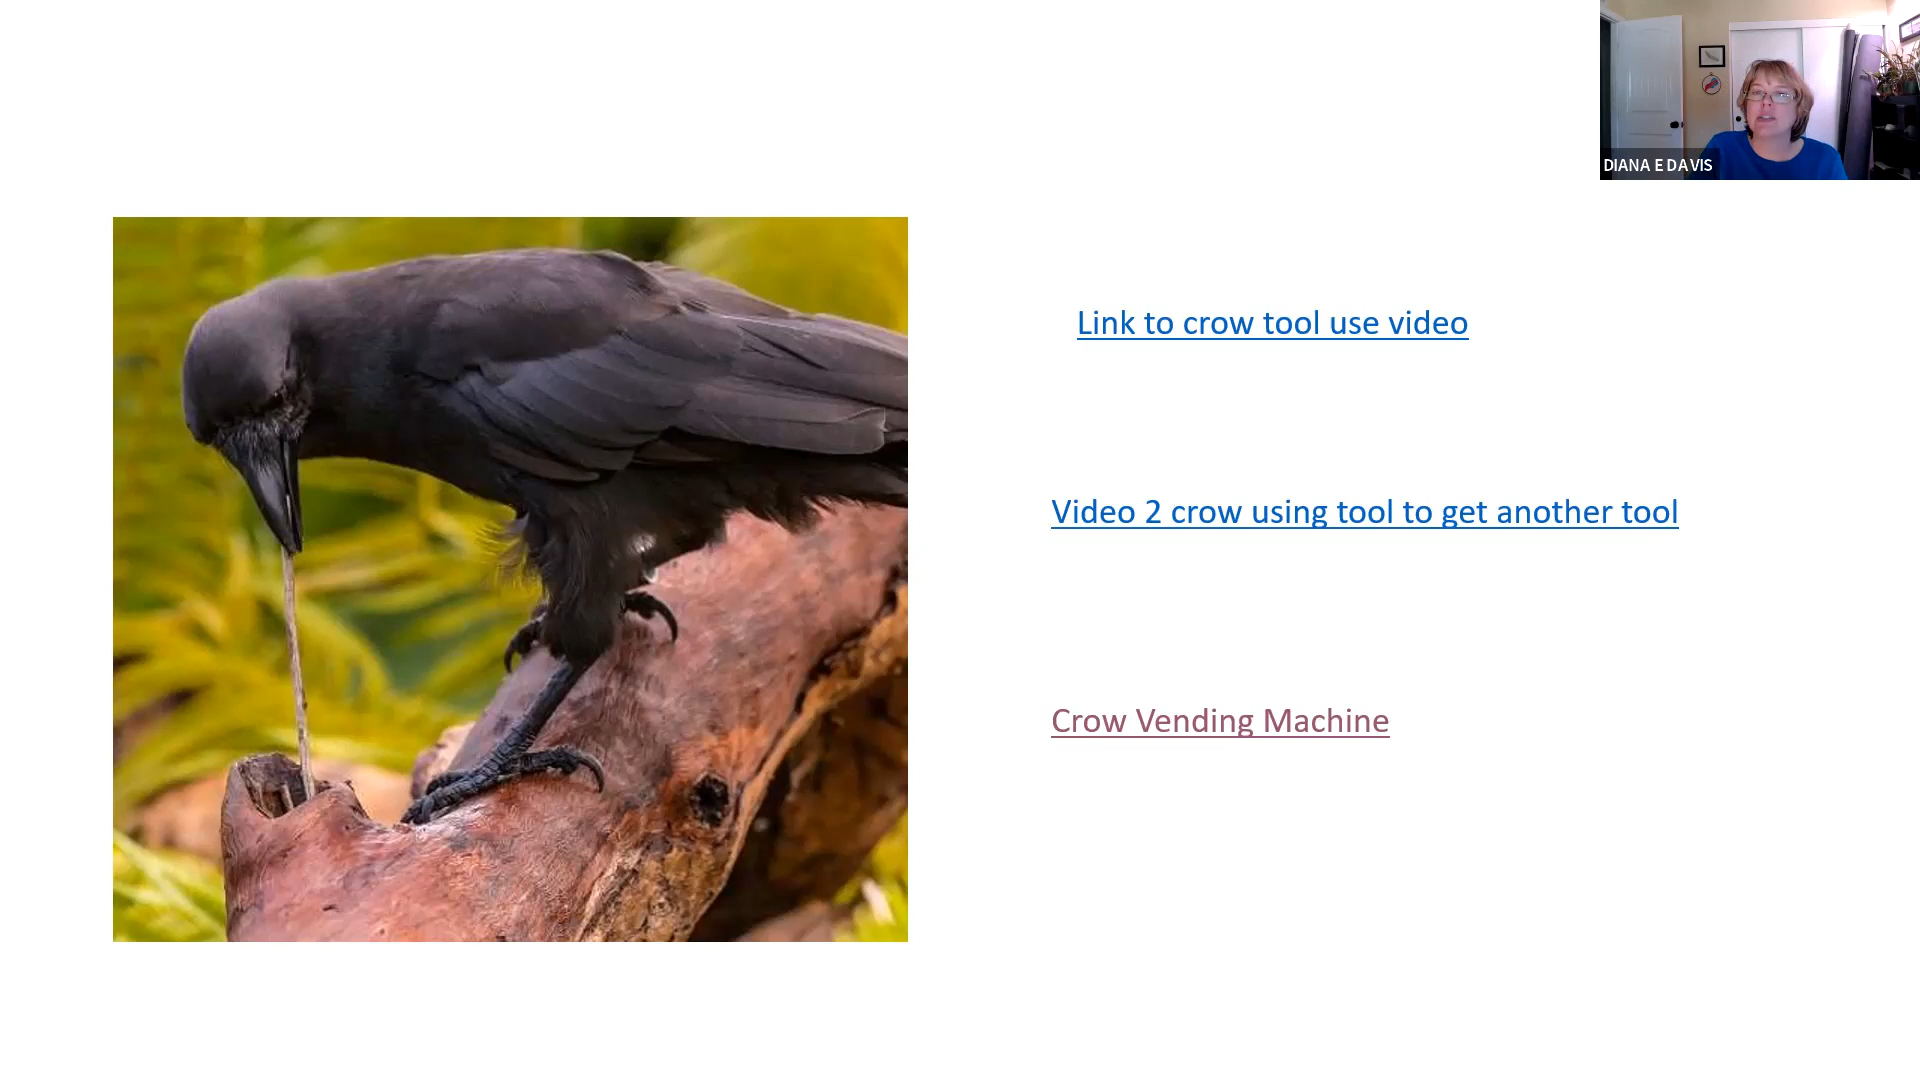 DIANA E DAVIS
Link to crow tool use video
Video 2 crow using tool to get another tool
Crow Vending Machine